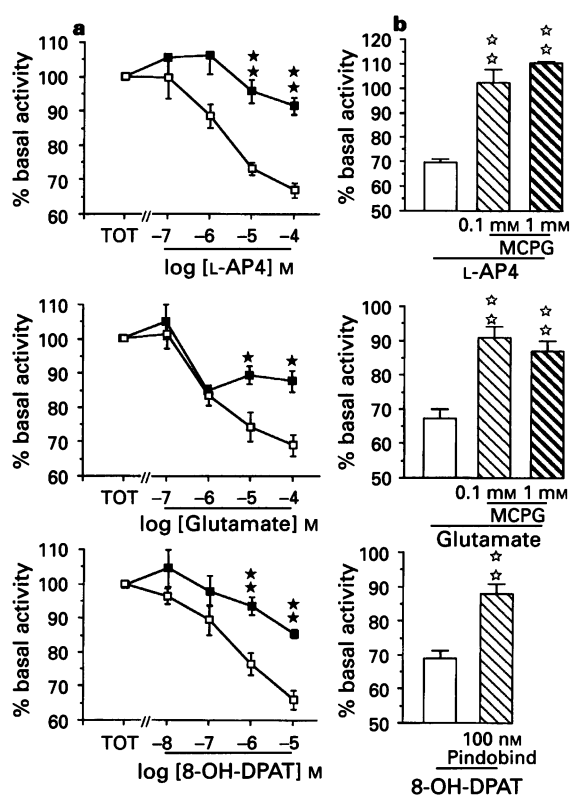 a
110
100
90
80
70
60
% basal activity
TOT
–7 –6 –5 –4
log [L-AP4] M
b
120
110
100
90
80
70
60
50
% basal activity
0.1 mM 1 mM
MCPG
L-AP4
110
100
90
80
70
60
% basal activity
TOT
–7 –6 –5 –4
log [Glutamate] M
100
90
80
70
60
50
% basal activity
0.1 mM 1 mM
MCPG
Glutamate
110
100
90
80
70
60
% basal activity
TOT
–8 –7 –6 –5
log [8-OH-DPAT] M
100
90
80
70
60
50
% basal activity
100 nM
Pindobind
8-OH-DPAT